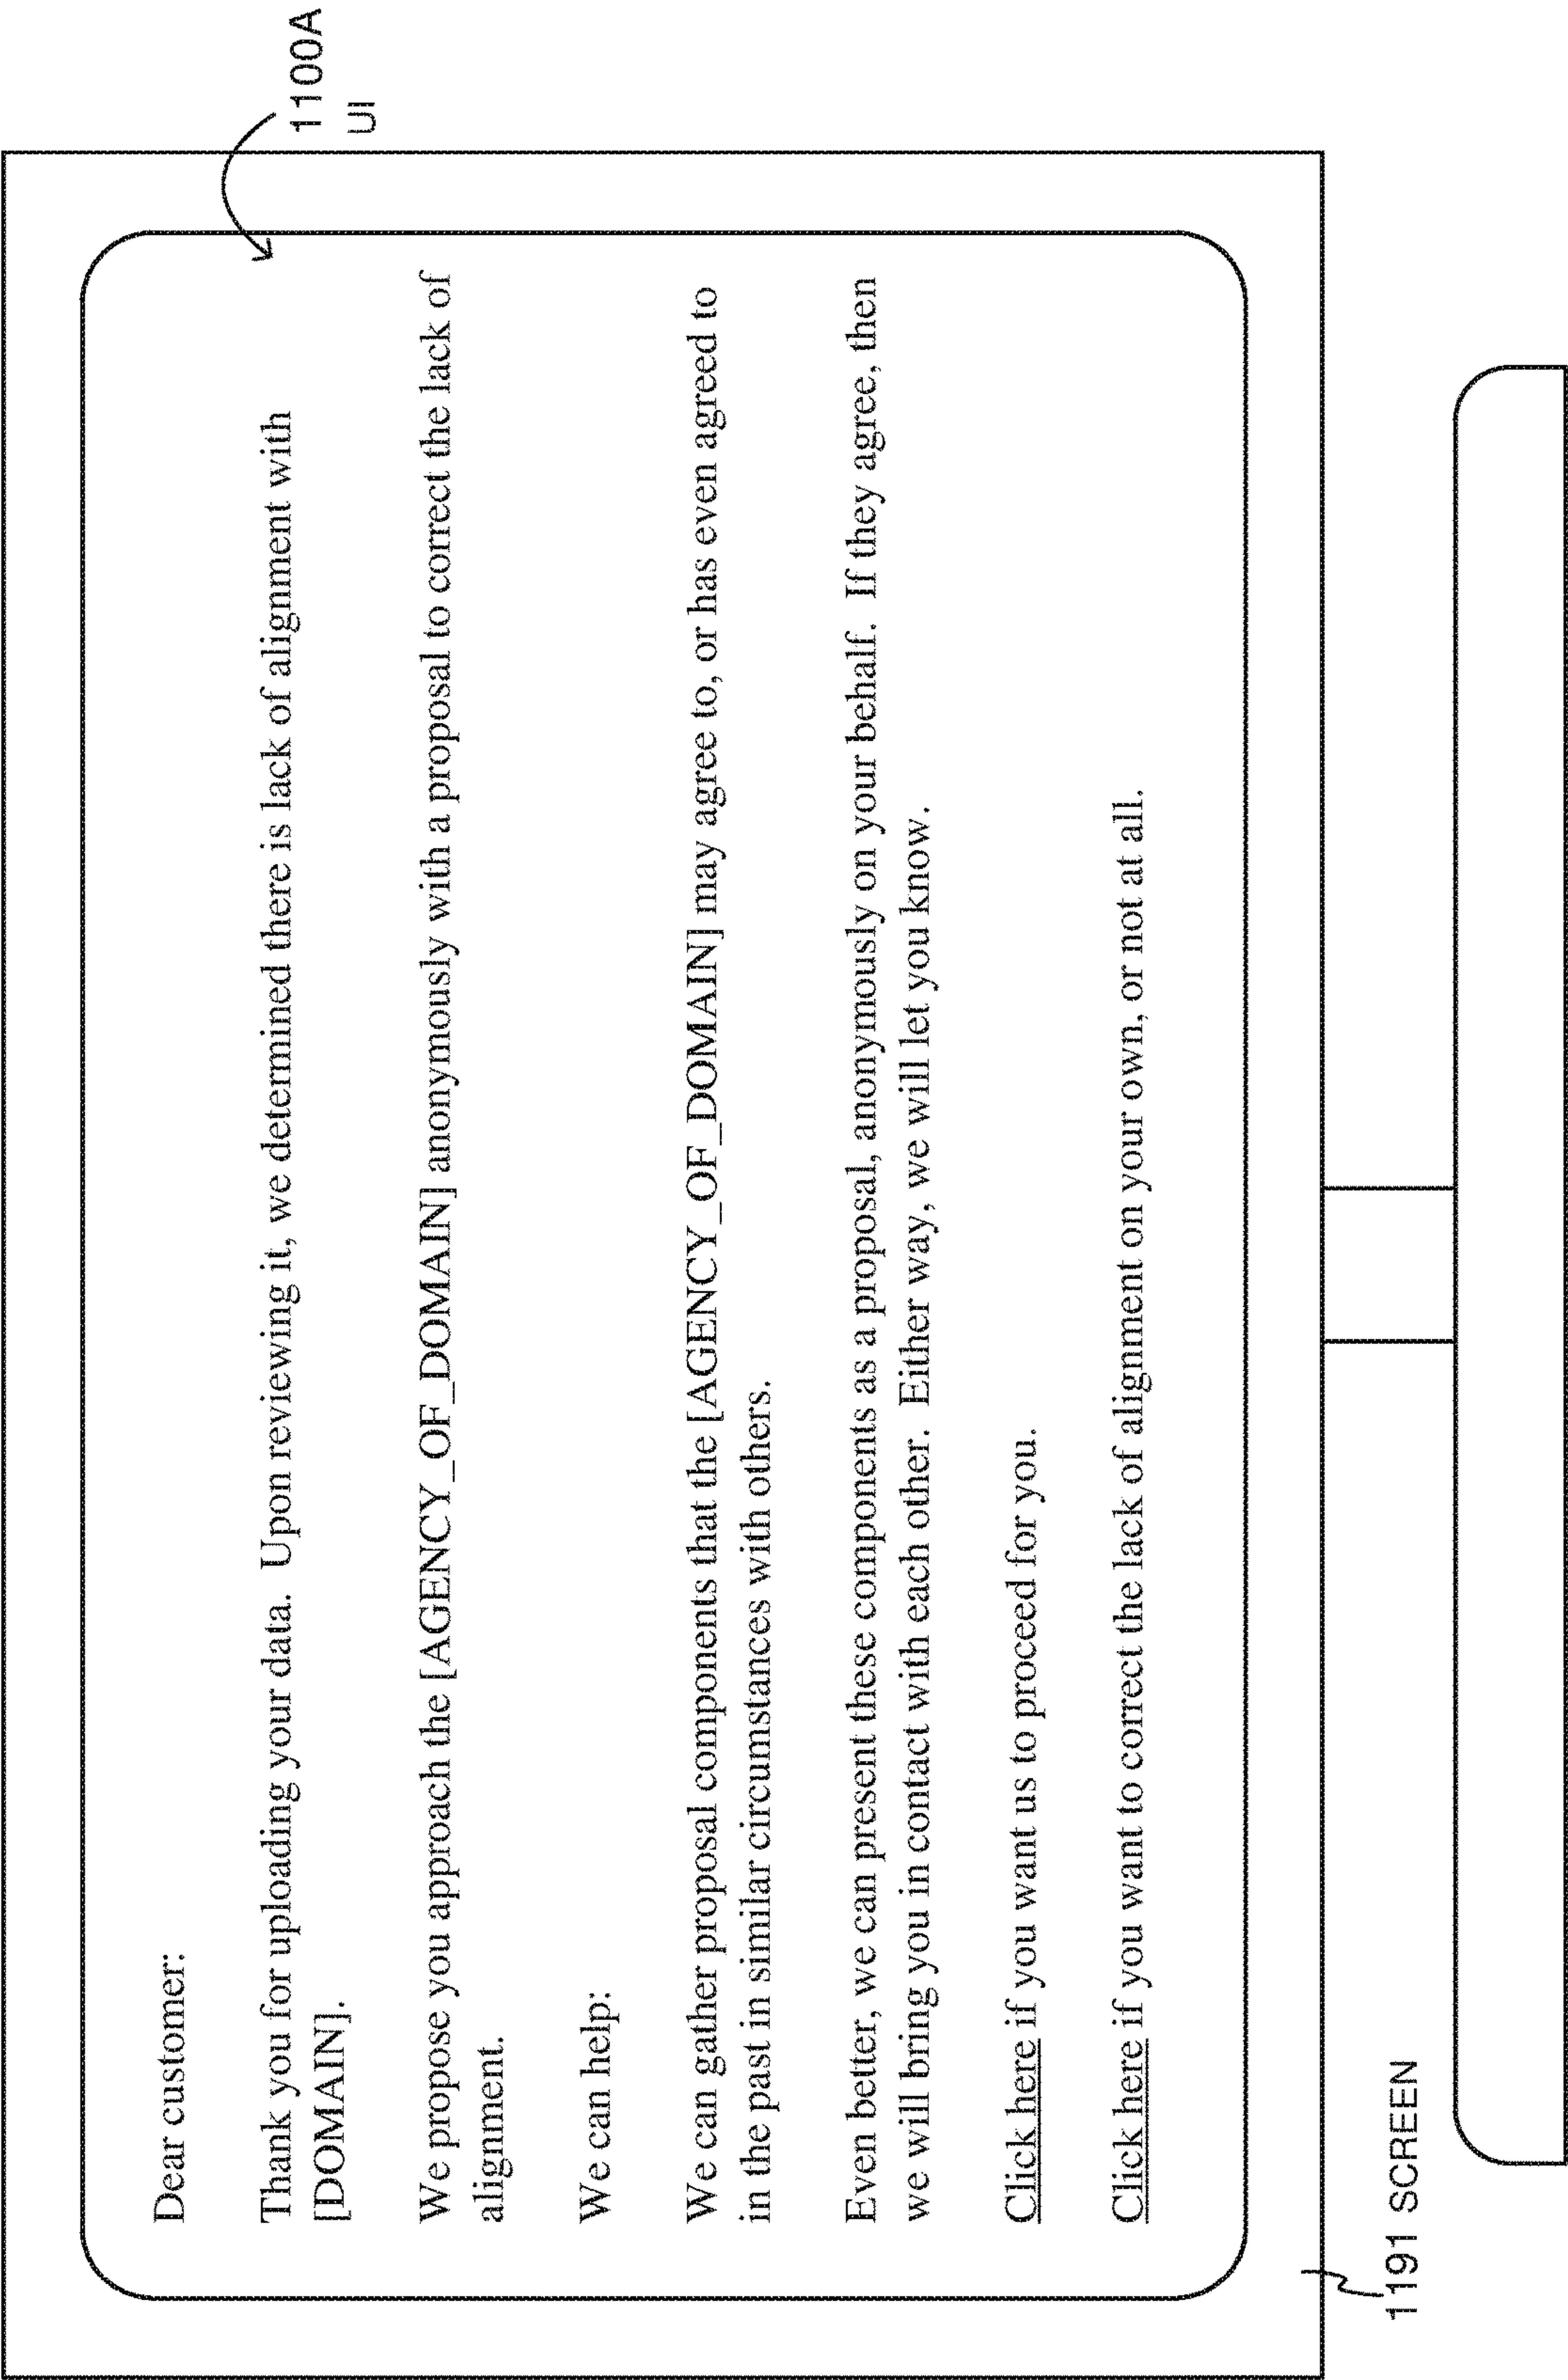 1100A
UI
Dear customer:
Thank you for uploading your data.  Upon reviewing it, we determined there is lack of alignment with
[DOMAIN].
We propose you approach the [AGENCY_OF_DOMAIN] anonymously with a proposal to correct the lack of
alignment.
We can help:
We can gather proposal components that the [AGENCY_OF_DOMAIN] may agree to, or has even agreed to
in the past in similar circumstances with others.
Even better, we can present these components as a proposal, anonymously on your behalf.  If they agree, then
we will bring you in contact with each other.  Either way, we will let you know.
Click here if you want us to proceed for you.
Click here if you want to correct the lack of alignment on your own, or not at all.
1191 SCREEN